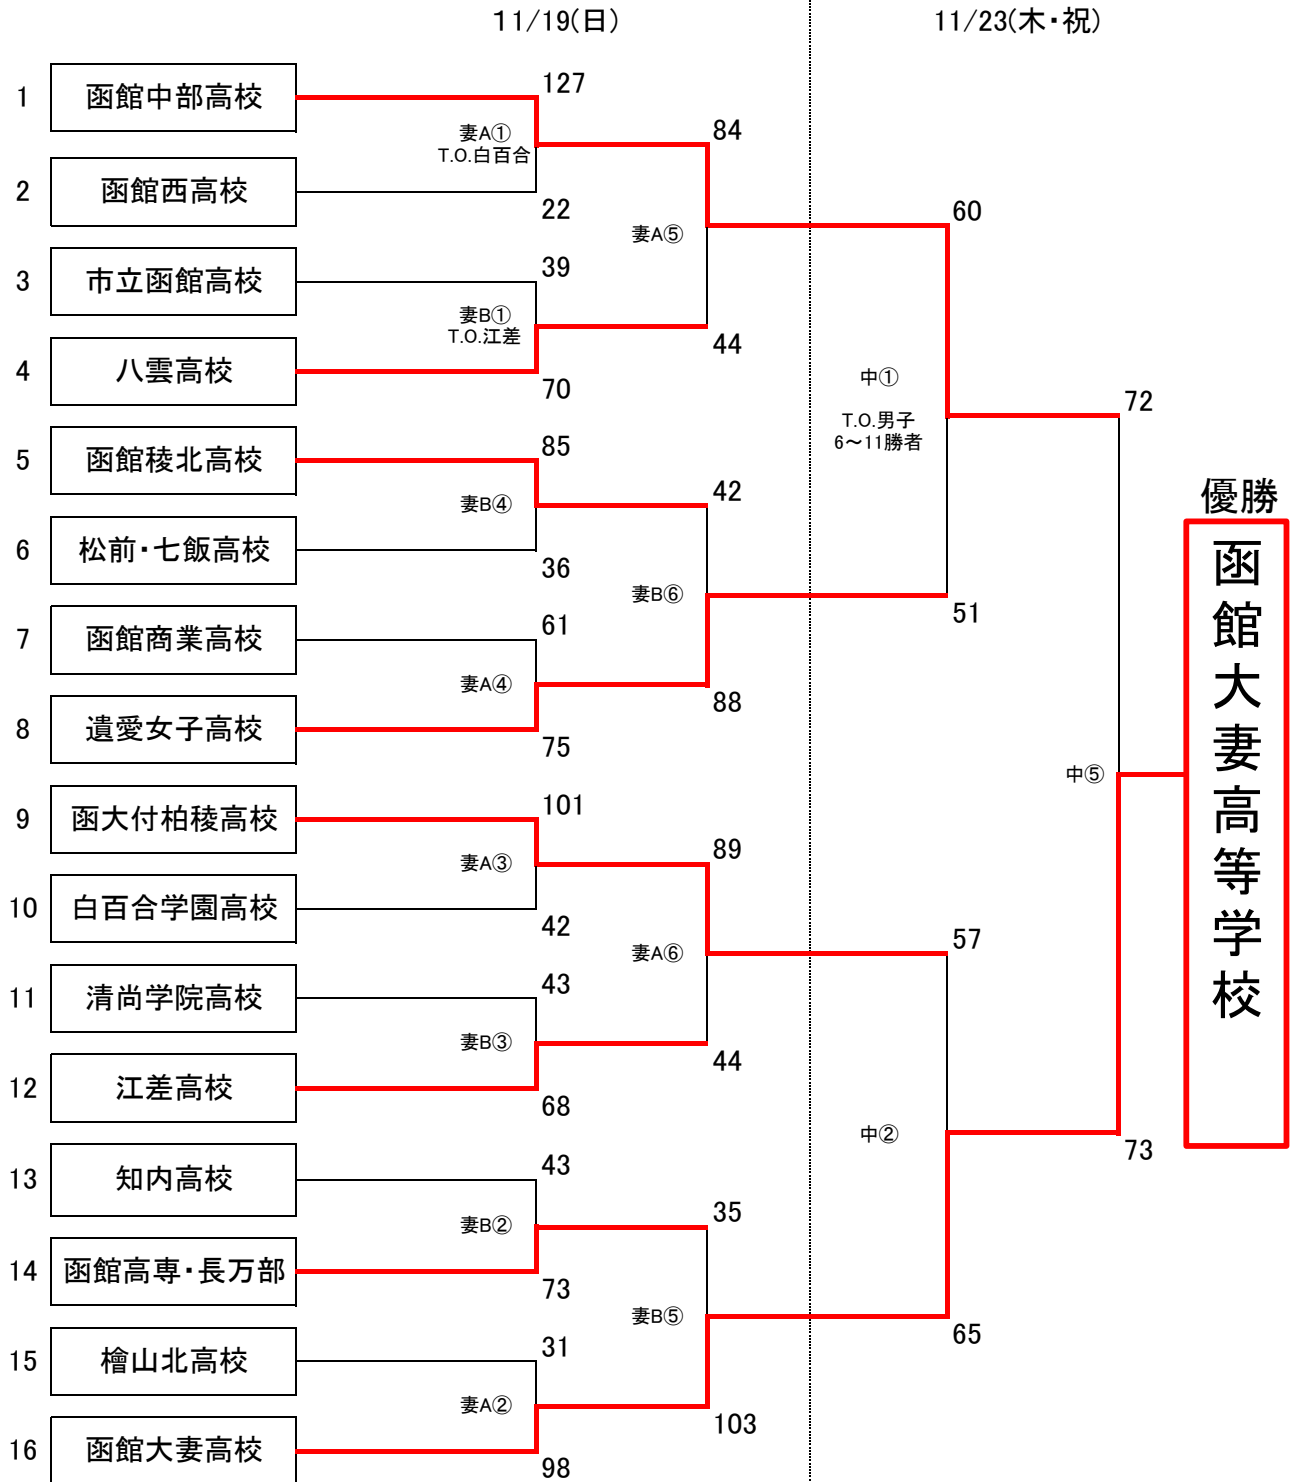 11/19(日)
11/23(木・祝)
1 函館中部高校
127
妻A①
T.O.白百合
84
2 函館西高校
22
妻A⑤
60
3 市立函館高校
39
妻B①
T.O.江差
44
4 八雲高校
70
中①
T.O.男子
6～11勝者
72
5 函館稜北高校
85
妻B④
42
6 松前・七飯高校
36
妻B⑥
51
7 函館商業高校
61
妻A④
88
8 遺愛女子高校
75
中⑤
優勝
函館大妻高等学校
9 函大付柏稜高校
101
妻A③
89
10 白百合学園高校
42
妻A⑥
57
11 清尚学院高校
43
妻B③
44
12 江差高校
68
中②
73
13 知内高校
43
妻B②
35
14 函館高専・長万部
73
妻B⑤
65
15 檜山北高校
31
妻A②
103
16 函館大妻高校
98